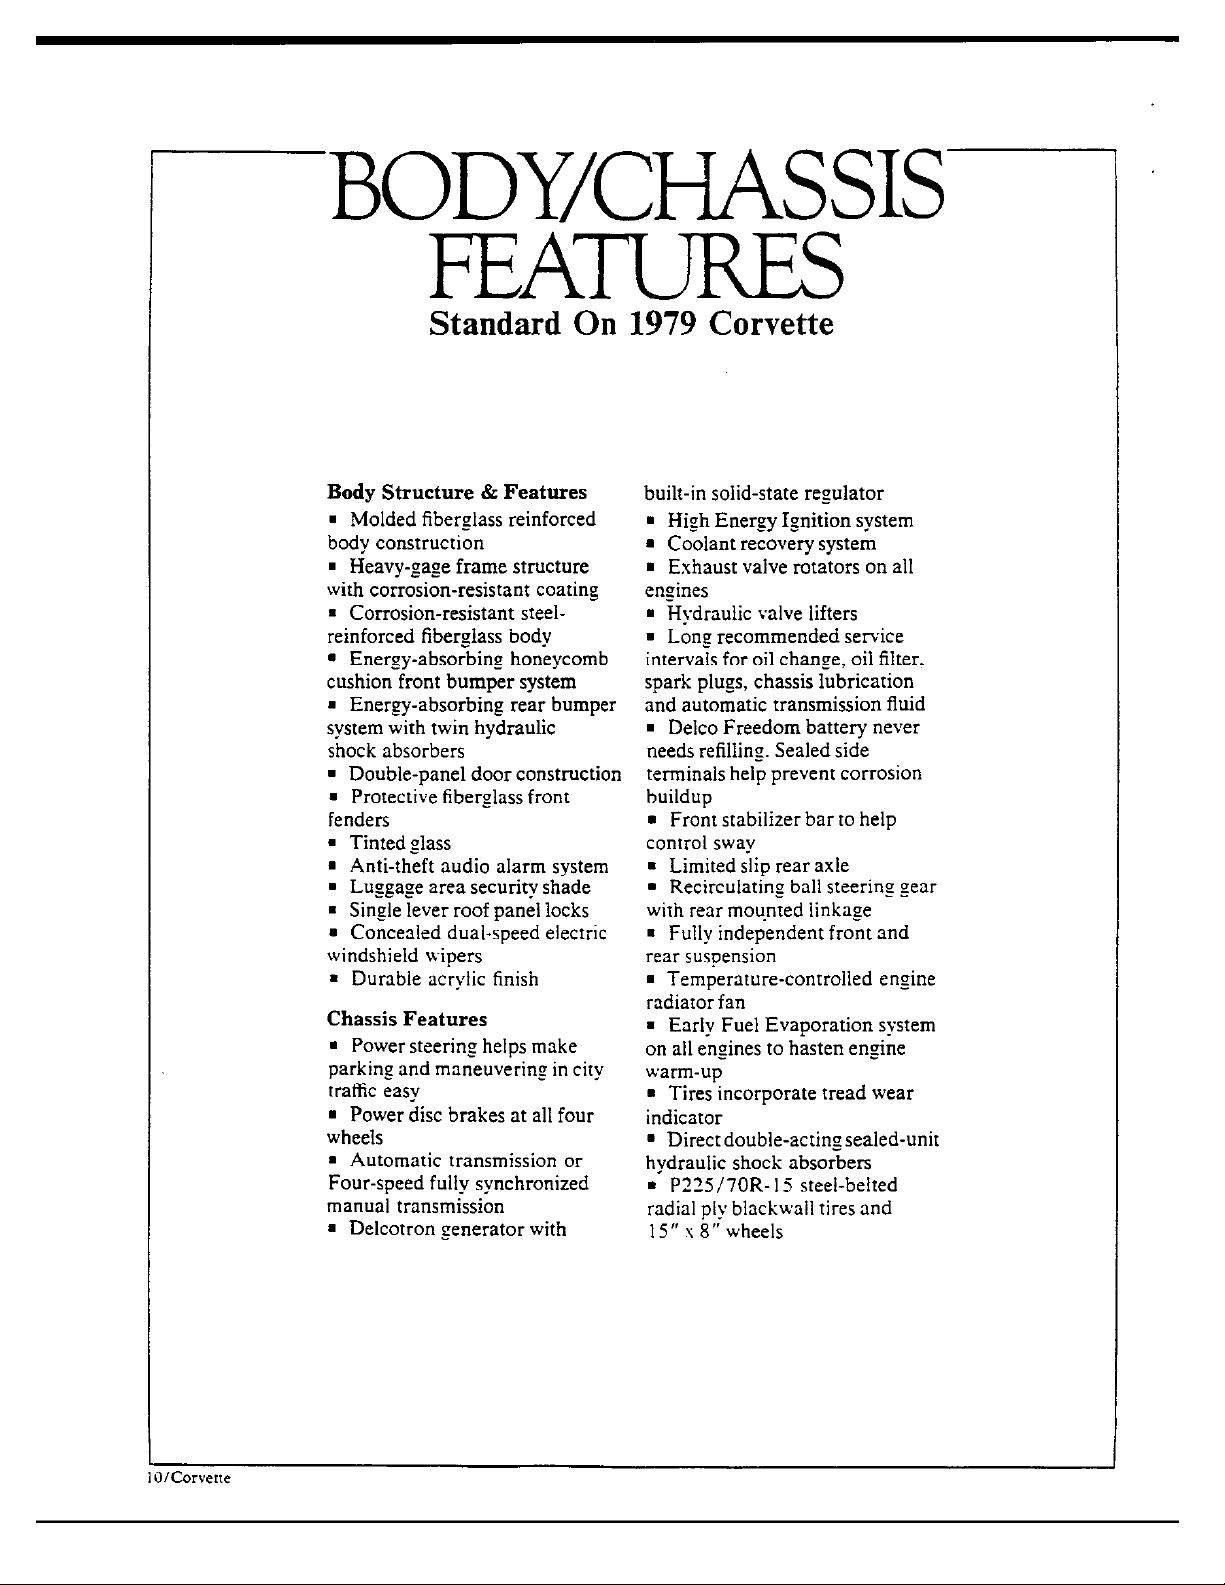 BODY/CHASSIS
FEATURES
Standard On 1979 Corvette
Body Structure & Features
▪ Molded fiberglass reinforced
body construction
▪ Heavy-gage frame structure
with corrosion-resistant coating
▪ Corrosion-resistant steel-
reinforced fiberglass body
▪ Energy-absorbing honeycomb
cushion front bumper system
▪ Energy-absorbing rear bumper
system with twin hydraulic
shock absorbers
▪ Double-panel door construction
▪ Protective fiberglass front
fenders
▪ Tinted glass
▪ Anti-theft audio alarm system
▪ Luggage area security shade
▪ Single lever roof panel locks
▪ Concealed dual-speed electric
windshield wipers
▪ Durable acrylic finish
Chassis Features
▪ Power steering helps make
parking and maneuvering in city
traffic easy
▪ Power disc brakes at all four
wheels
▪ Automatic transmission or
Four-speed fully synchronized
manual transmission
▪ Delcotron generator with
built-in solid-state regulator
▪ High Energy Ignition system
▪ Coolant recovery system
▪ Exhaust valve rotators on all
engines
▪ Hydraulic valve lifters
▪ Long recommended service
intervals for oil change, oil filter,
spark plugs, chassis lubrication
and automatic transmission fluid
▪ Delco Freedom battery never
needs refilling. Sealed side
terminals help prevent corrosion
buildup
▪ Front stabilizer bar to help
control sway
▪ Limited slip rear axle
▪ Recirculating ball steering gear
with rear mounted linkage
▪ Fully independent front and
rear suspension
▪ Temperature-controlled engine
radiator fan
▪ Early Fuel Evaporation system
on all engines to hasten engine
warm-up
▪ Tires incorporate tread wear
indicator
▪ Direct double-acting sealed-unit
hydraulic shock absorbers
▪ P225/70R-15 steel-belted
radial ply blackwall tires and
15" x 8" wheels
10/Corvette